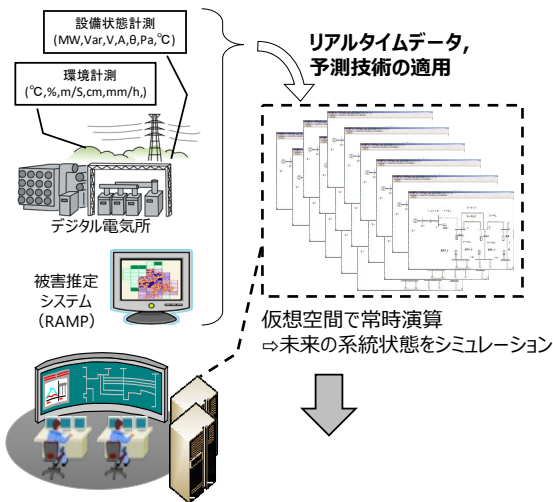 設備状態計測
(MW,Var,V,A,θ,Pa,℃)
環境計測
(℃,%,m/S,cm,mm/h,)
デジタル電気所
被害推定
システム
(RAMP)
リアルタイムデータ,
予測技術の適用
仮想空間で常時演算
⇨未来の系統状態をシミュレーション